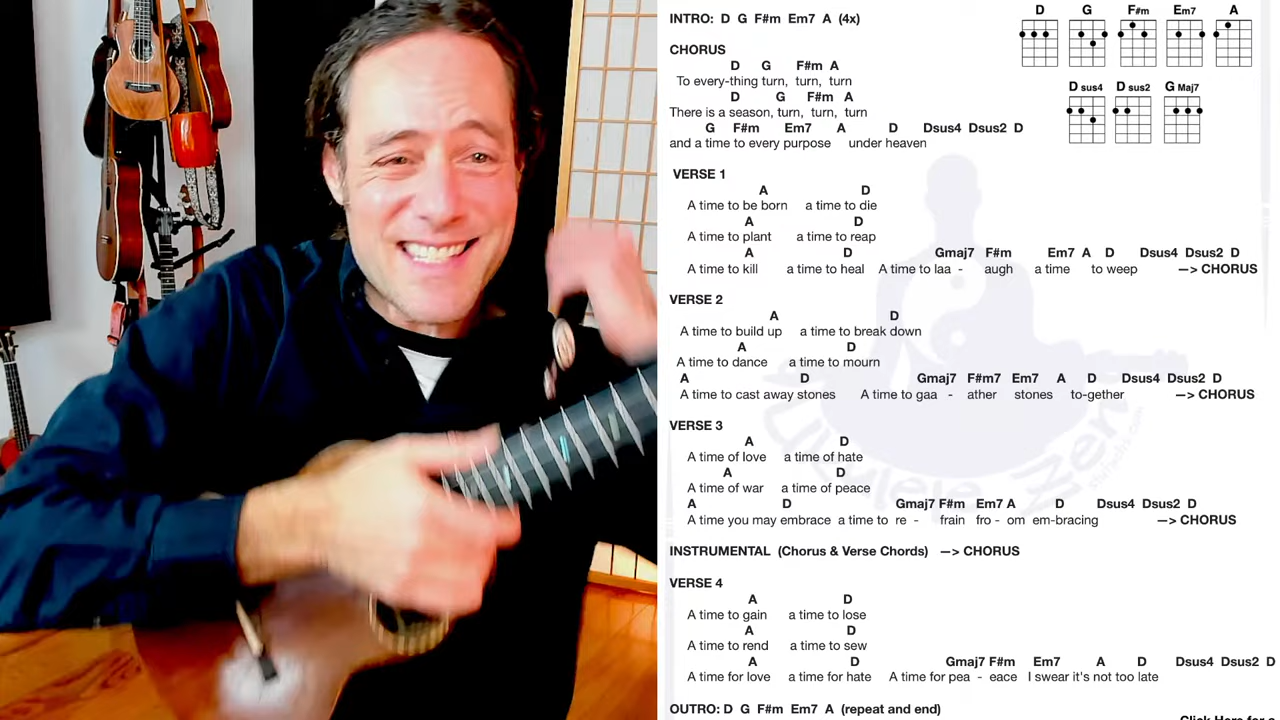 INTRO: D G F#m Em7 A (4x)
D G F#m Em7 A
CHORUS
D G F#m A
To every-thing turn, turn, turn
D sus4 D sus2 G Maj7
D G F#m A
There is a season, turn, turn, turn
G F#m Em7 A D Dsus4 Dsus2 D
and a time to every purpose under heaven
VERSE 1
A D
A time to be born a time to die
A D
A time to plant a time to reap
A D Gmaj7 F#m Em7 A D Dsus4 Dsus2 D
A time to kill a time to heal A time to laa - augh a time to weep —> CHORUS
VERSE 2
A D
A time to build up a time to break down
A D
A time to dance a time to mourn
A D Gmaj7 F#m7 Em7 A D Dsus4 Dsus2 D
A time to cast away stones A time to gaa - ather stones to-gether —> CHORUS
VERSE 3
A D
A time of love a time of hate
A D
A time of war a time of peace
A D Gmaj7 F#m Em7 A D Dsus4 Dsus2 D
A time you may embrace a time to re - frain fro - om em-bracing —> CHORUS
INSTRUMENTAL (Chorus & Verse Chords) —> CHORUS
VERSE 4
A D
A time to gain a time to lose
A D
A time to rend a time to sew
A D Gmaj7 F#m Em7 A D Dsus4 Dsus2 D
A time for love a time for hate A time for pea - eace I swear it's not too late
OUTRO: D G F#m Em7 A (repeat and end)
Ukulele Zen